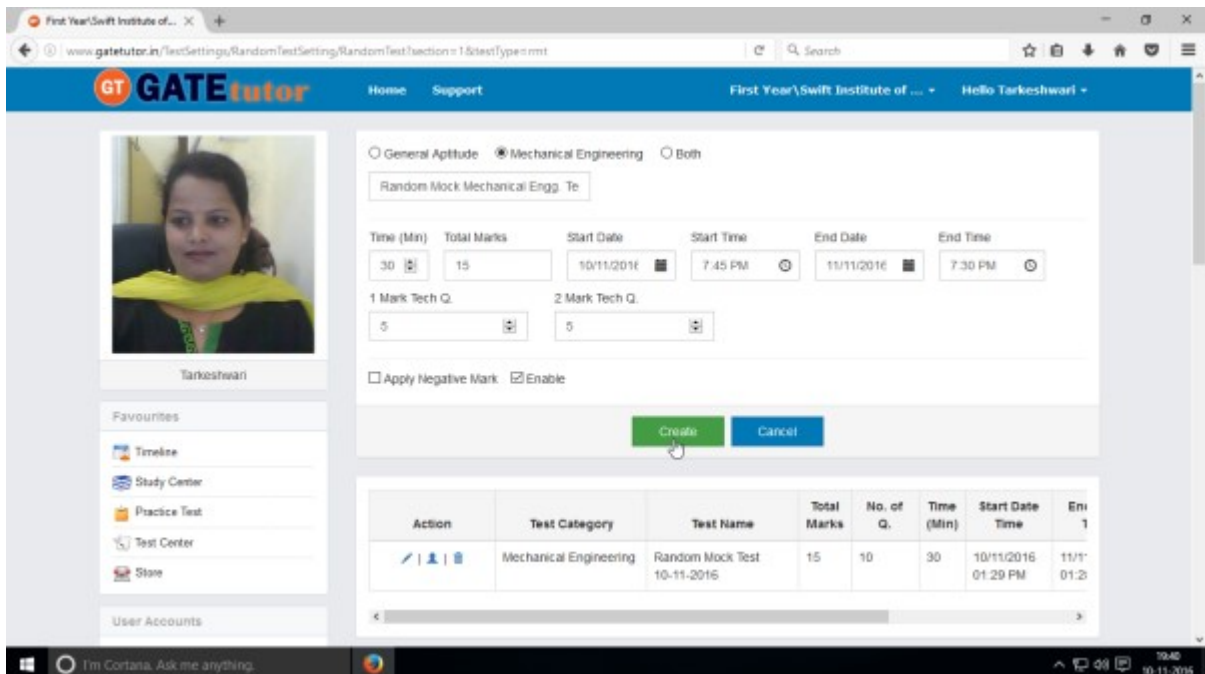 First Year\Swift Institute of...
www.gatetutor.in/TestSettings/RandomTestSetting/RandomTest?section=1&testType=rmt
Search
GT GATEtutor
Home Support First Year\Swift Institute of .... Hello Tarkeshwari
General Aptitude Mechanical Engineering Both
Random Mock Mechanical Engg. Te
Time (Min) Total Marks Start Date Start Time End Date End Time
30 15 10/11/2016 7:45 PM 11/11/2016 7:30 PM
1 Mark Tech Q. 2 Mark Tech Q.
5 5
Apply Negative Mark Enable
Create Cancel
Tarkeshwari
Favourites
Timeline
Study Center
Practice Test
Test Center
Store
User Accounts
Action Test Category Test Name Total Marks No. of Q. Time (Min) Start Date Time
Mechanical Engineering Random Mock Test 15 10 30 10/11/2016 11/1
10-11-2016 01:29 PM 01:2
I'm Cortana. Ask me anything.
19:40
10-11-2016